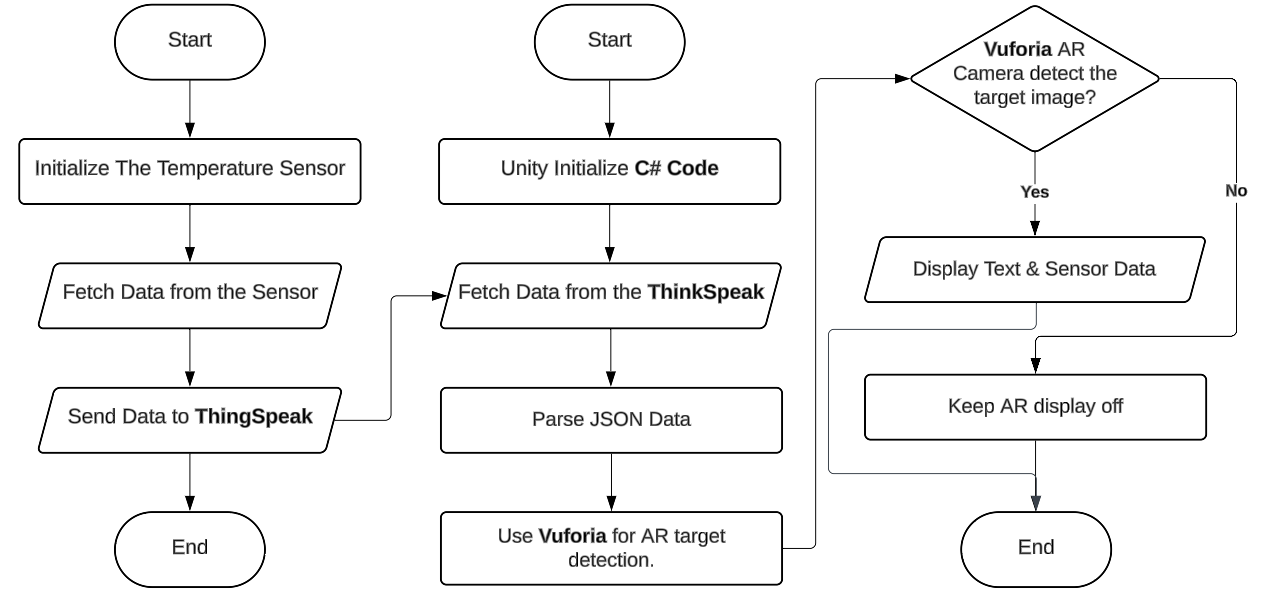 Start
Initialize The Temperature Sensor
Fetch Data from the Sensor
Send Data to ThingSpeak
End
Start
Unity Initialize C# Code
Fetch Data from the ThinkSpeak
Parse JSON Data
Use Vuforia for AR target
detection.
Vuforia AR
Camera detect the
target image?
Yes
No
Display Text & Sensor Data
Keep AR display off
End